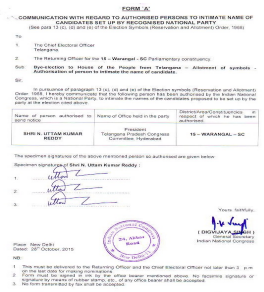 FORM 'A'
COMMUNICATION WITH REGARD TO AUTHORISED PERSONS TO INTIMATE NAME OF
CANDIDATES SET UP BY RECOGNISED NATIONAL PARTY
(See para 13 (c), (d) and (e) of the Election Symbols (Reservation and Allotment) Order, 1968)
To
1. The Chief Electoral Officer
Telangana
2. The Returning Officer for the 15 – Warangal -SC Parliamentary constituency
Sub: Bye-election to House of the People from Telangana – Allotment of symbols -
Authorisation of person to intimate the name of candidate.
Sir,
In pursuance of paragraph 13 (c), (d) and (e) of the Election Symbols (Reservation and Allotment)
Order, 1968, I hereby communicate that the following person has been authorised by the Indian National
Congress, which is a National Party, to intimate the names of the candidates proposed to be set up by the
party at the election cited above.
Name of person authorised to send notice
Name of Office held in the party
District/Area/Constituency/s in respect of which he has been authorised
SHRI N. UTTAM KUMAR REDDY
President
Telangana Pradesh Congress Committee, Hyderabad
15 – WARANGAL – SC
The specimen signatures of the above mentioned person so authorised are given below
Specimen signatures of Shri N. Uttam Kumar Reddy :
1.
2.
3.
Yours faithfully,
( DIGVIJAYA SINGH )
General Secretary
Indian National Congress
24, Akbar
Road
Place: New Delhi
Dated: 28th October, 2015
NB:
1. This must be delivered to the Returning Officer and the Chief Electoral Officer not later than 3 p.m.
on the last date for making nominations.
2. Form must be signed in ink by the office bearer mentioned above. No facsimile signature or
signature by means of rubber stamp, etc., of any office bearer shall be accepted.
3. No form transmitted by fax shall be accepted.